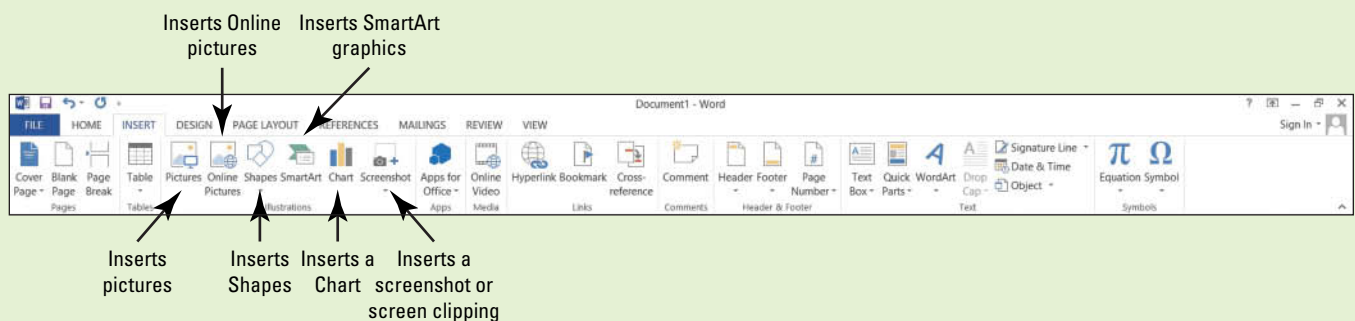 Inserts Online pictures
Inserts SmartArt graphics
Document1 - Word
? 
FILE HOME INSERT DESIGN PAGE LAYOUT REFERENCES MAILINGS REVIEW VIEW Sign In
Cover Page
Blank Page
Page Break
Pages
Table
Tables
Pictures
Online Pictures
Shapes
SmartArt
Chart
Screenshot
Illustrations
Apps for Office
Apps
Online Video
Media
Hyperlink
Bookmark
Cross-reference
Links
Comment
Comments
Header
Footer
Page Number
Header & Footer
Text Box
Quick Parts
WordArt
Drop Cap
Signature Line
Date & Time
Object
Text
π
Equation
Ω
Symbol
Symbols
Inserts pictures
Inserts Shapes
Inserts a Chart
Inserts a screenshot or screen clipping